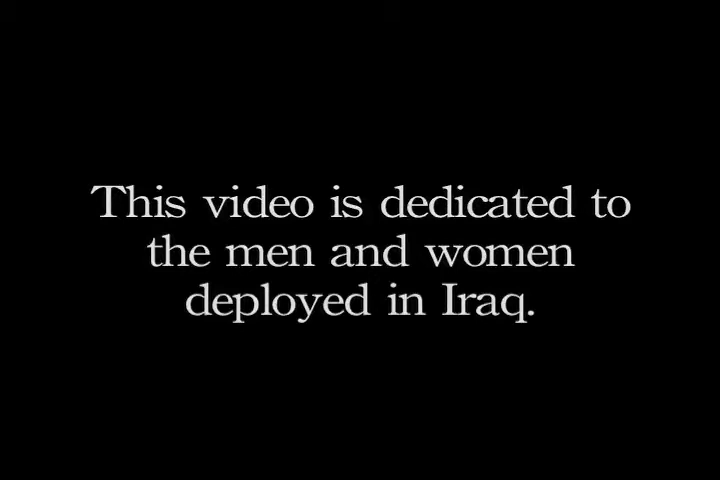 This video is dedicated to
the men and women
deployed in Iraq.